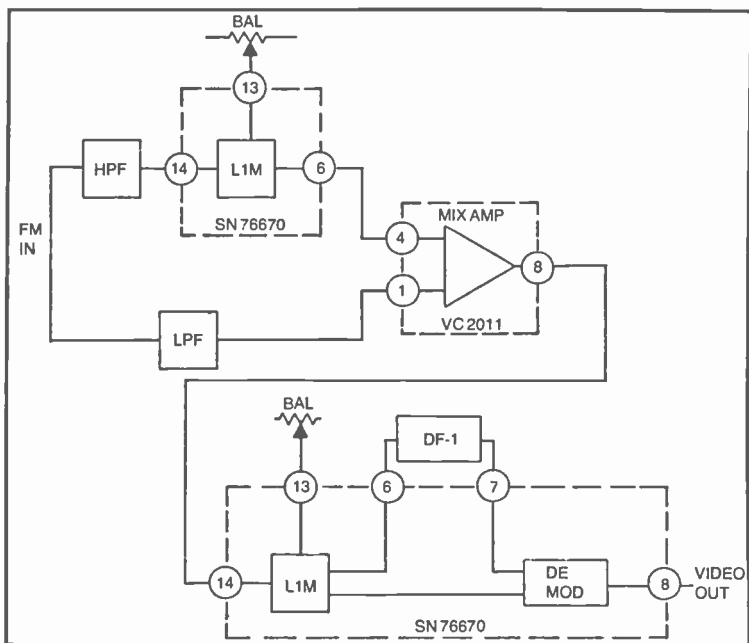 BAL
13
HPF
14
L1M
6
SN 76670
FM
IN
MIX AMP
4
8
1
VC 2011
LPF
BAL
DF-1
13
6
7
14
L1M
DE
MOD
8
VIDEO
OUT
SN 76670